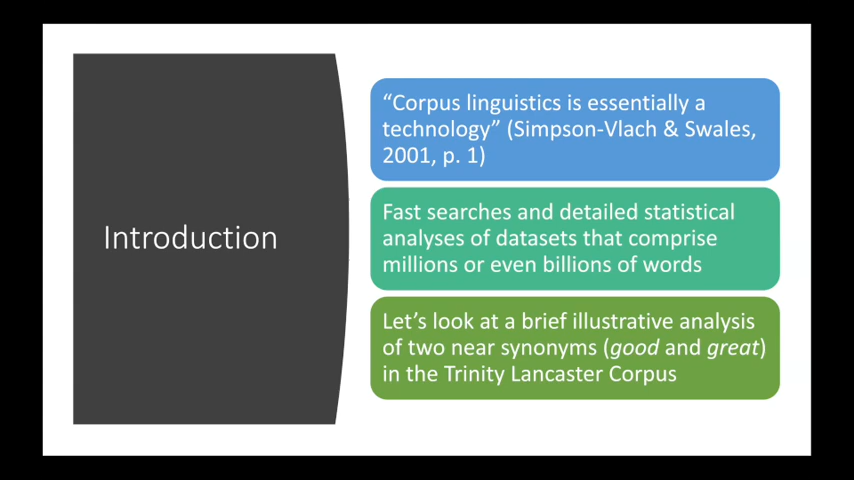 Introduction
“Corpus linguistics is essentially a
technology” (Simpson-Vlach & Swales,
2001, p. 1)
Fast searches and detailed statistical
analyses of datasets that comprise
millions or even billions of words
Let’s look at a brief illustrative analysis
of two near synonyms (good and great)
in the Trinity Lancaster Corpus